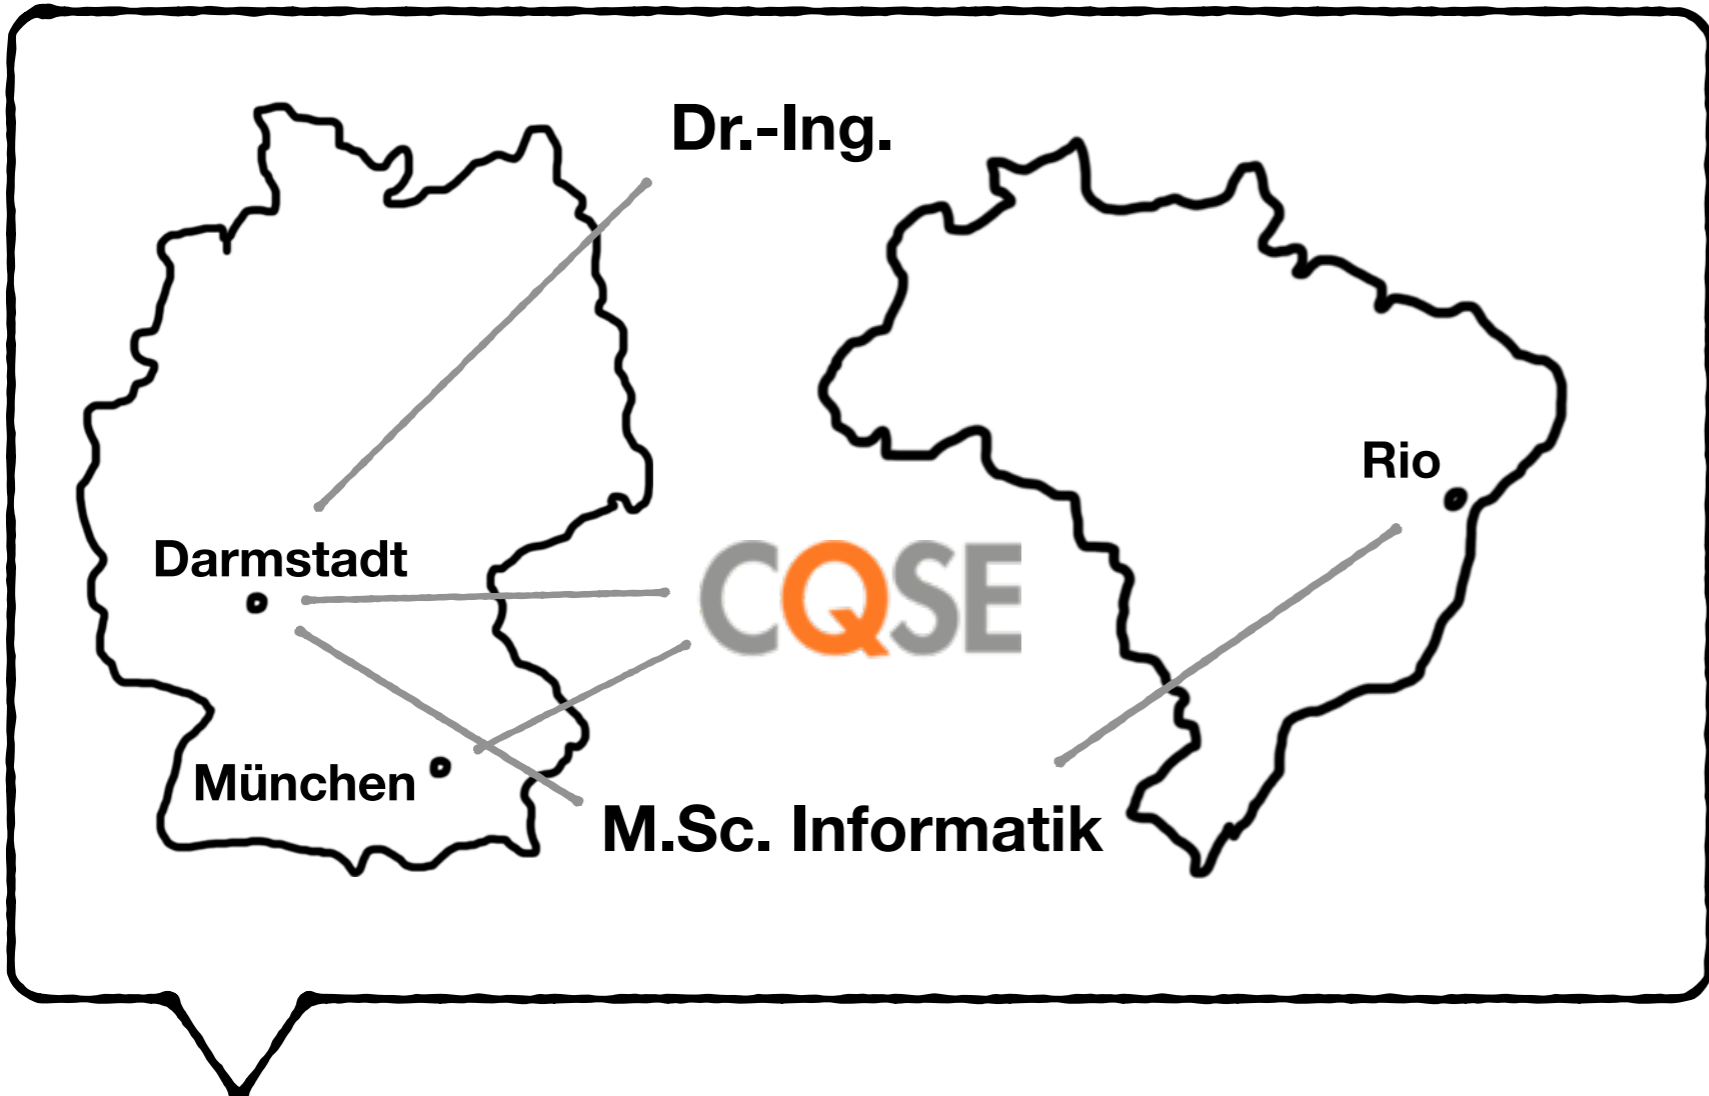 Dr.-Ing.
Rio
Darmstadt
CQSE
München
M.Sc. Informatik